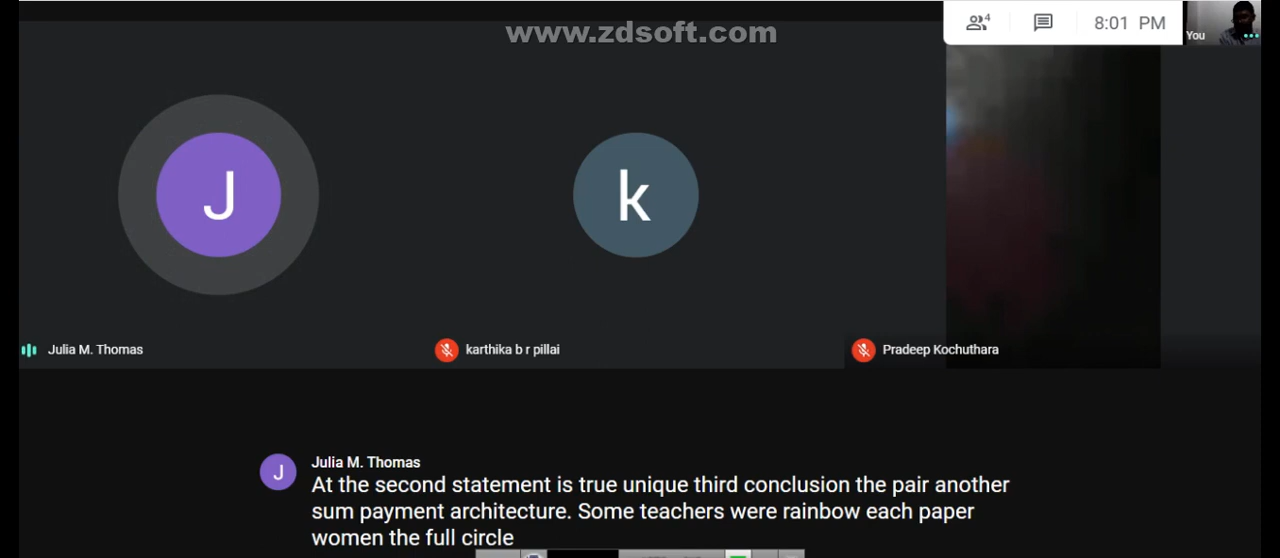 www.zdsoft.com
4
8:01 PM
You
J
k
Julia M. Thomas
karthika b r pillai
Pradeep Kochuthara
J
Julia M. Thomas
At the second statement is true unique third conclusion the pair another
sum payment architecture. Some teachers were rainbow each paper
women the full circle